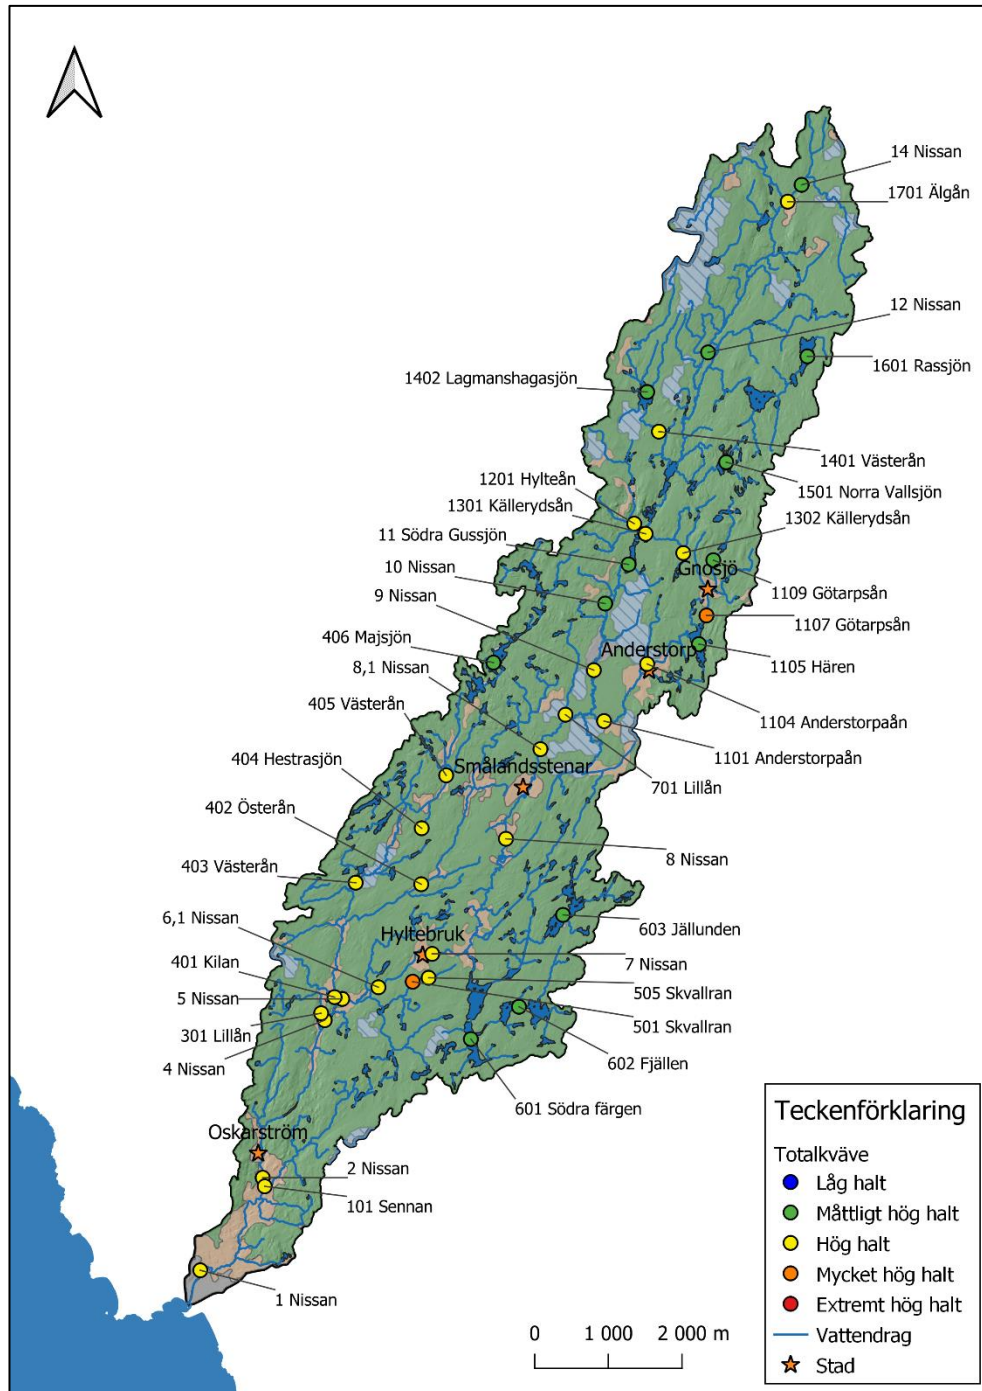 14 Nissan
1701 Älgån
12 Nissan
1601 Rassjön
1402 Lagmanshagasjön
1401 Västerån
1501 Norra Vallsjön
1201 Hylteån
1301 Källerydsån
1302 Källerydsån
11 Södra Gussjön
Gnosjö
10 Nissan
1109 Götarpsån
9 Nissan
1107 Götarpsån
406 Majsjön
Anderstorp
1105 Hären
8,1 Nissan
405 Västerån
1104 Anderstorpaån
1101 Anderstorpaån
404 Hestrasjön
Smålandsstenar
701 Lillån
402 Österån
8 Nissan
403 Västerån
6,1 Nissan
603 Jällunden
Hyltebruk
401 Kilan
7 Nissan
5 Nissan
505 Skvallran
301 Lillån
501 Skvallran
4 Nissan
602 Fjällen
601 Södra färgen
Oskarström
2 Nissan
101 Sennan
1 Nissan
Teckenförklaring
Totalkväve
Låg halt
Måttligt hög halt
Hög halt
Mycket hög halt
Extremt hög halt
Vattendrag
Stad
0 1 000 2 000 m